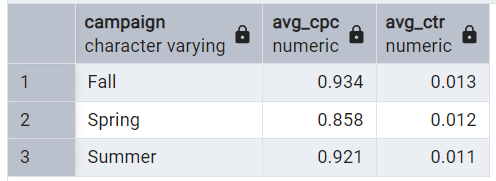 campaign avg_cpc avg_ctr
character varying numeric numeric
1 Fall 0.934 0.013
2 Spring 0.858 0.012
3 Summer 0.921 0.011